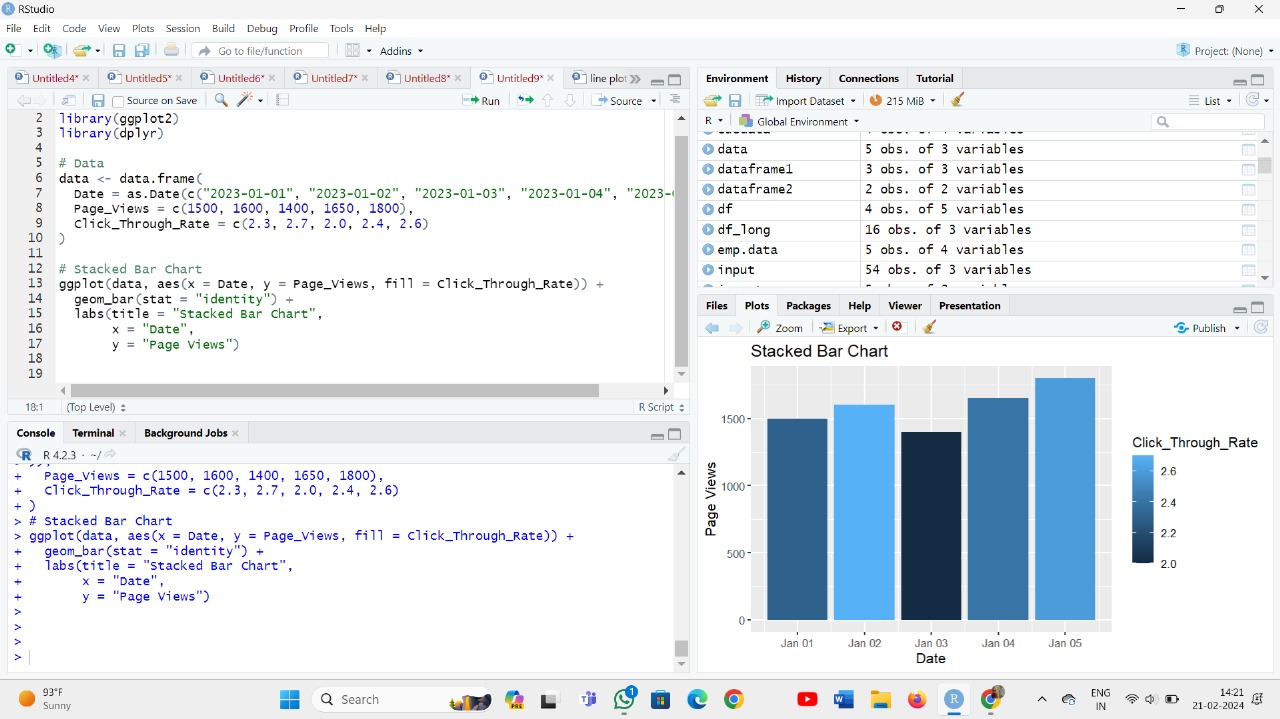 RStudio
File Edit Code View Plots Session Build Debug Profile Tools Help
Go to file/function Addins Project: (None)
Untitled4* Untitled5* Untitled6* Untitled7* Untitled8* Untitled9* line plot
Source on Save Run Source
2 library(ggplot2)
3 library(dplyr)
4
5 # Data
6 data <- data.frame(
7 Date = as.Date(c("2023-01-01", "2023-01-02", "2023-01-03", "2023-01-04", "2023-
8 Page_Views = c(1500, 1600, 1400, 1650, 1800),
9 Click_Through_Rate = c(2.3, 2.7, 2.0, 2.4, 2.6)
10 )
11
12 # Stacked Bar Chart
13 ggplot(data, aes(x = Date, y = Page_Views, fill = Click_Through_Rate)) +
14 geom_bar(stat = "identity") +
15 labs(title = "Stacked Bar Chart",
16 x = "Date",
17 y = "Page Views")
18
19
18:1 (Top Level) R Script
Console Terminal Background Jobs
R 4.2.3 · ~/
+ Page_Views = c(1500, 1600, 1400, 1650, 1800),
+ Click_Through_Rate = c(2.3, 2.7, 2.0, 2.4, 2.6)
+ )
> # Stacked Bar Chart
> ggplot(data, aes(x = Date, y = Page_Views, fill = Click_Through_Rate)) +
+ geom_bar(stat = "identity") +
+ labs(title = "Stacked Bar Chart",
+ x = "Date",
+ y = "Page Views")
>
>
>
>
Environment History Connections Tutorial
Import Dataset 215 MiB List
R Global Environment
data 5 obs. of 3 variables
dataframe1 3 obs. of 3 variables
dataframe2 2 obs. of 2 variables
df 4 obs. of 5 variables
df_long 16 obs. of 3 variables
emp.data 5 obs. of 4 variables
input 54 obs. of 3 variables
Files Plots Packages Help Viewer Presentation
Zoom Export Publish
Stacked Bar Chart
Page Views
1500
1000
500
0
Jan 01 Jan 02 Jan 03 Jan 04 Jan 05
Date
Click_Through_Rate
2.6
2.4
2.2
2.0
93°F
Sunny
Search
1
ENG
IN
14:21
21-02-2024